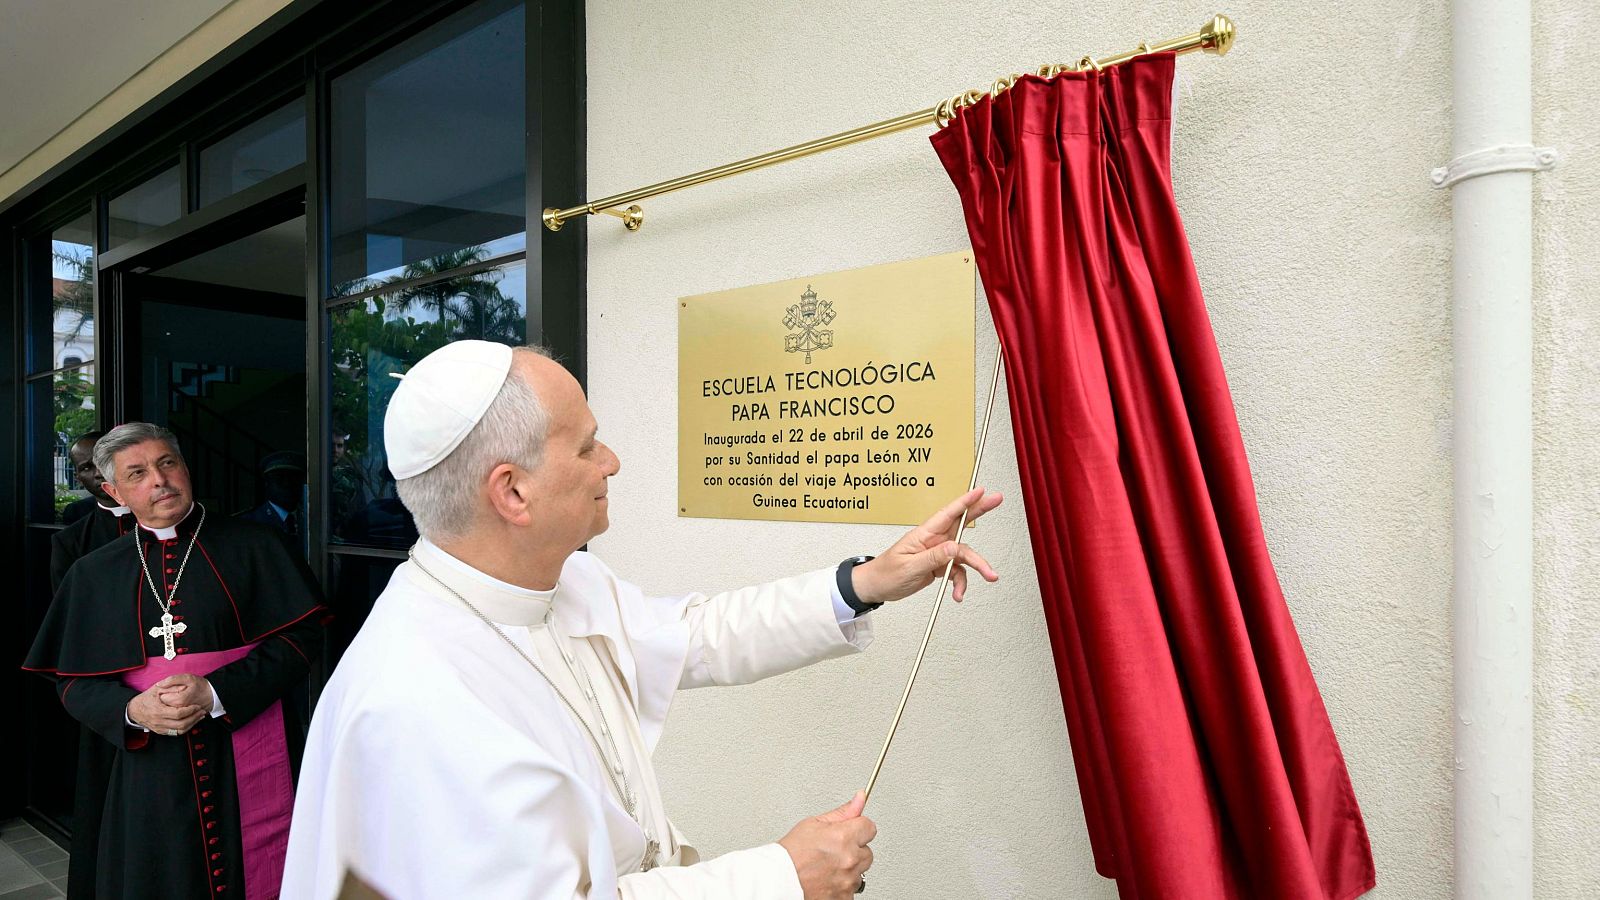 ESCUELA TECNOLÓGICA
PAPA FRANCISCO
Inaugurada el 22 de abril de 2026
por su Santidad el papa León XIV
con ocasión del viaje Apostólico a
Guinea Ecuatorial